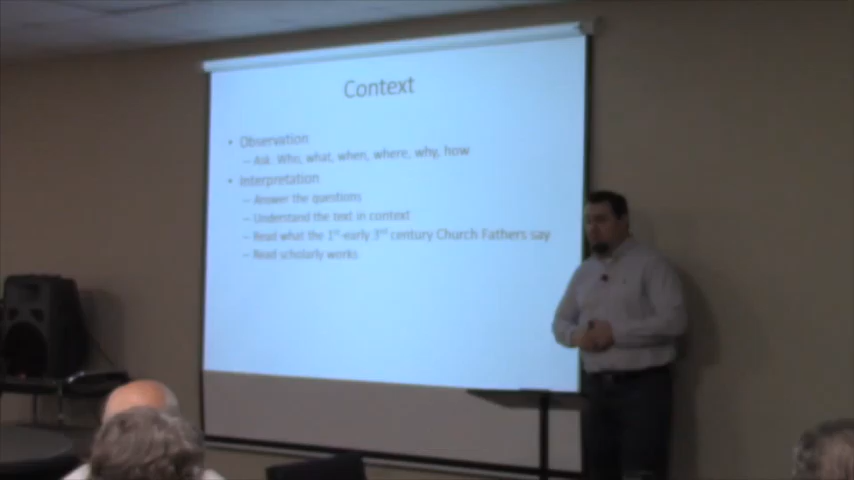 Context
• Observation
– Ask: Who, what, when, where, why, how
• Interpretation
– Answer the questions
– Understand the text in context
– Read what the 1st-early 3rd century Church Fathers say
– Read scholarly works